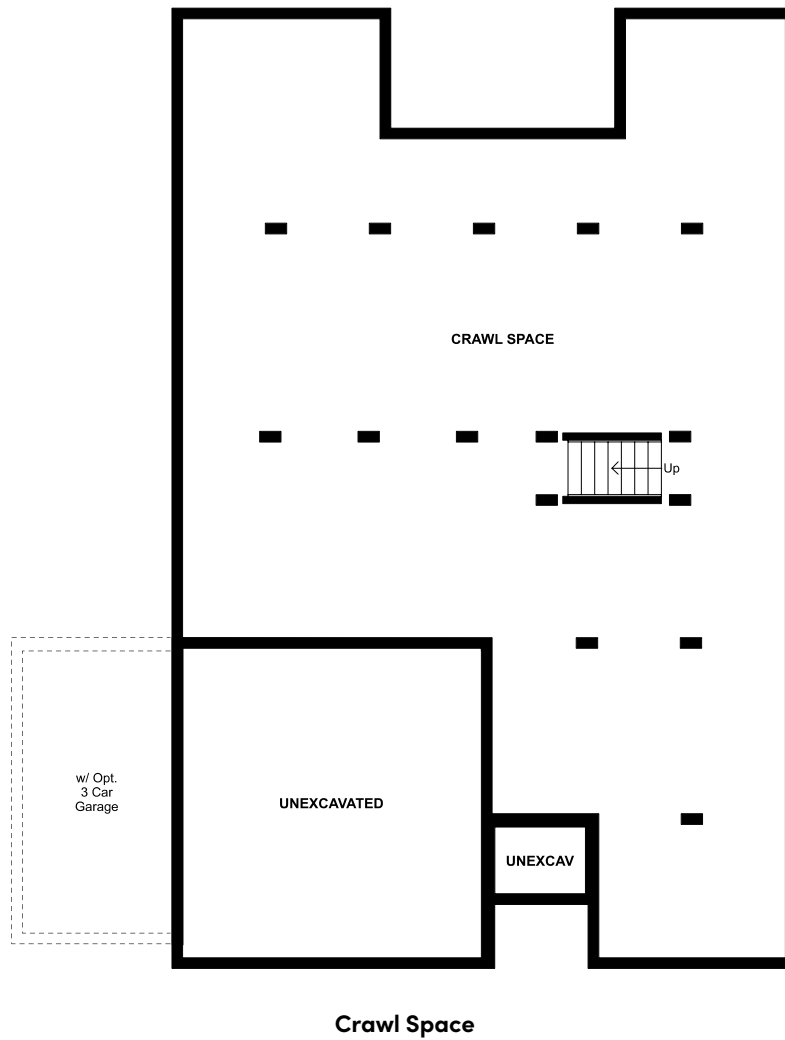 CRAWL SPACE
Up
w/ Opt.
3 Car
Garage
UNEXCAVATED
UNEXCAV
Crawl Space